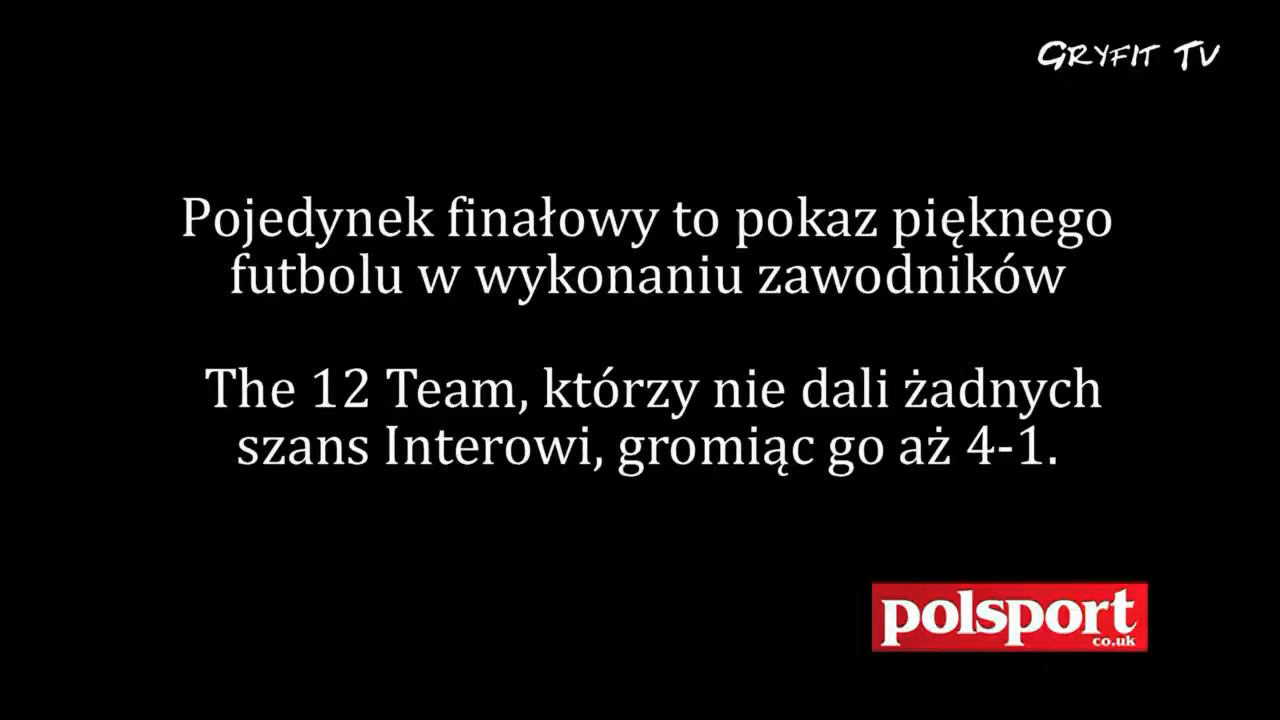 GRYFIT TV
Pojedynek finałowy to pokaz pięknego
futbolu w wykonaniu zawodników
The 12 Team, którzy nie dali żadnych
szans Interowi, gromiąc go aż 4-1.
polsport
co.uk